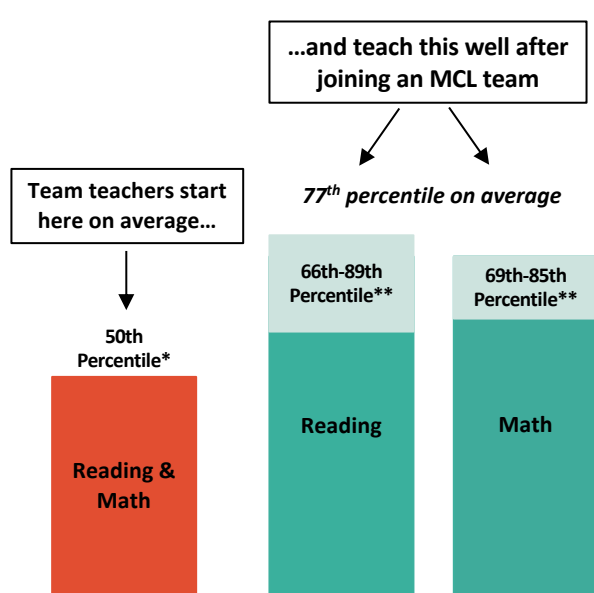 …and teach this well after
joining an MCL team
Team teachers start
here on average…
77th percentile on average
66th-89th
Percentile**
69th-85th
Percentile**
50th
Percentile*
Reading
Math
Reading &
Math